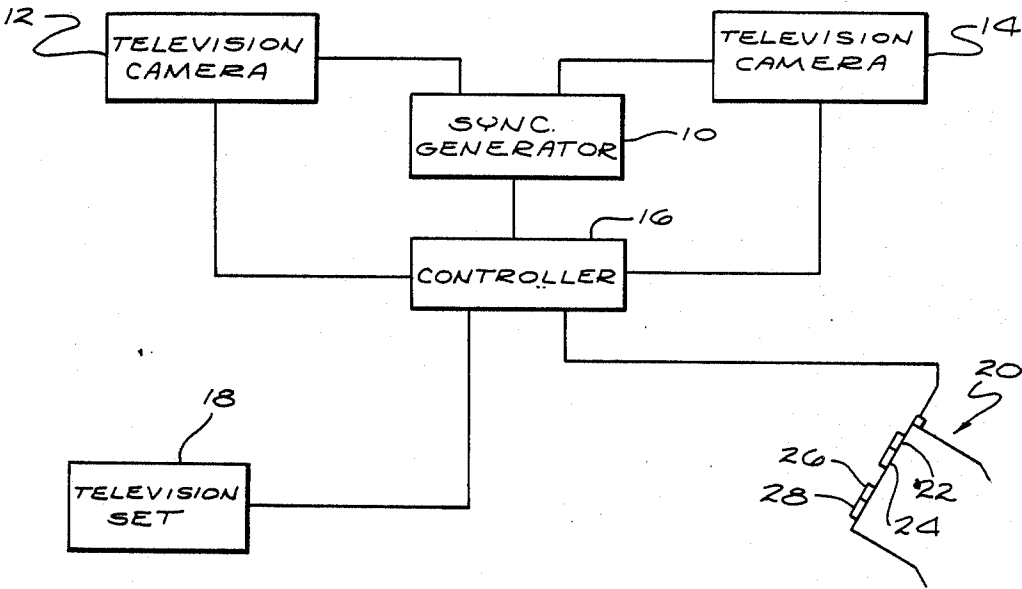 12
TELEVISION
CAMERA
TELEVISION
CAMERA
14
SYNC.
GENERATOR
10
16
CONTROLLER
18
TELEVISION
SET
20
26
28
22
24